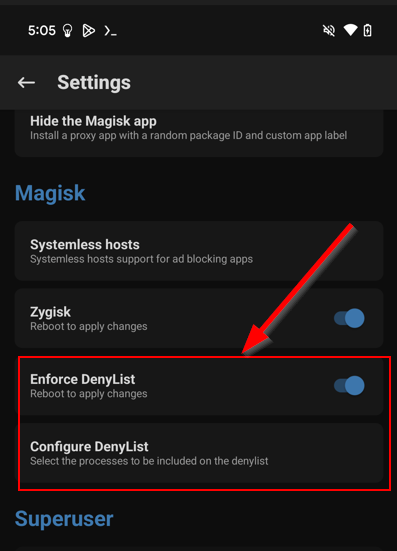 5:05
Settings
Hide the Magisk app
Install a proxy app with a random package ID and custom app label
Magisk
Systemless hosts
Systemless hosts support for ad blocking apps
Zygisk
Reboot to apply changes
Enforce DenyList
Reboot to apply changes
Configure DenyList
Select the processes to be included on the denylist
Superuser